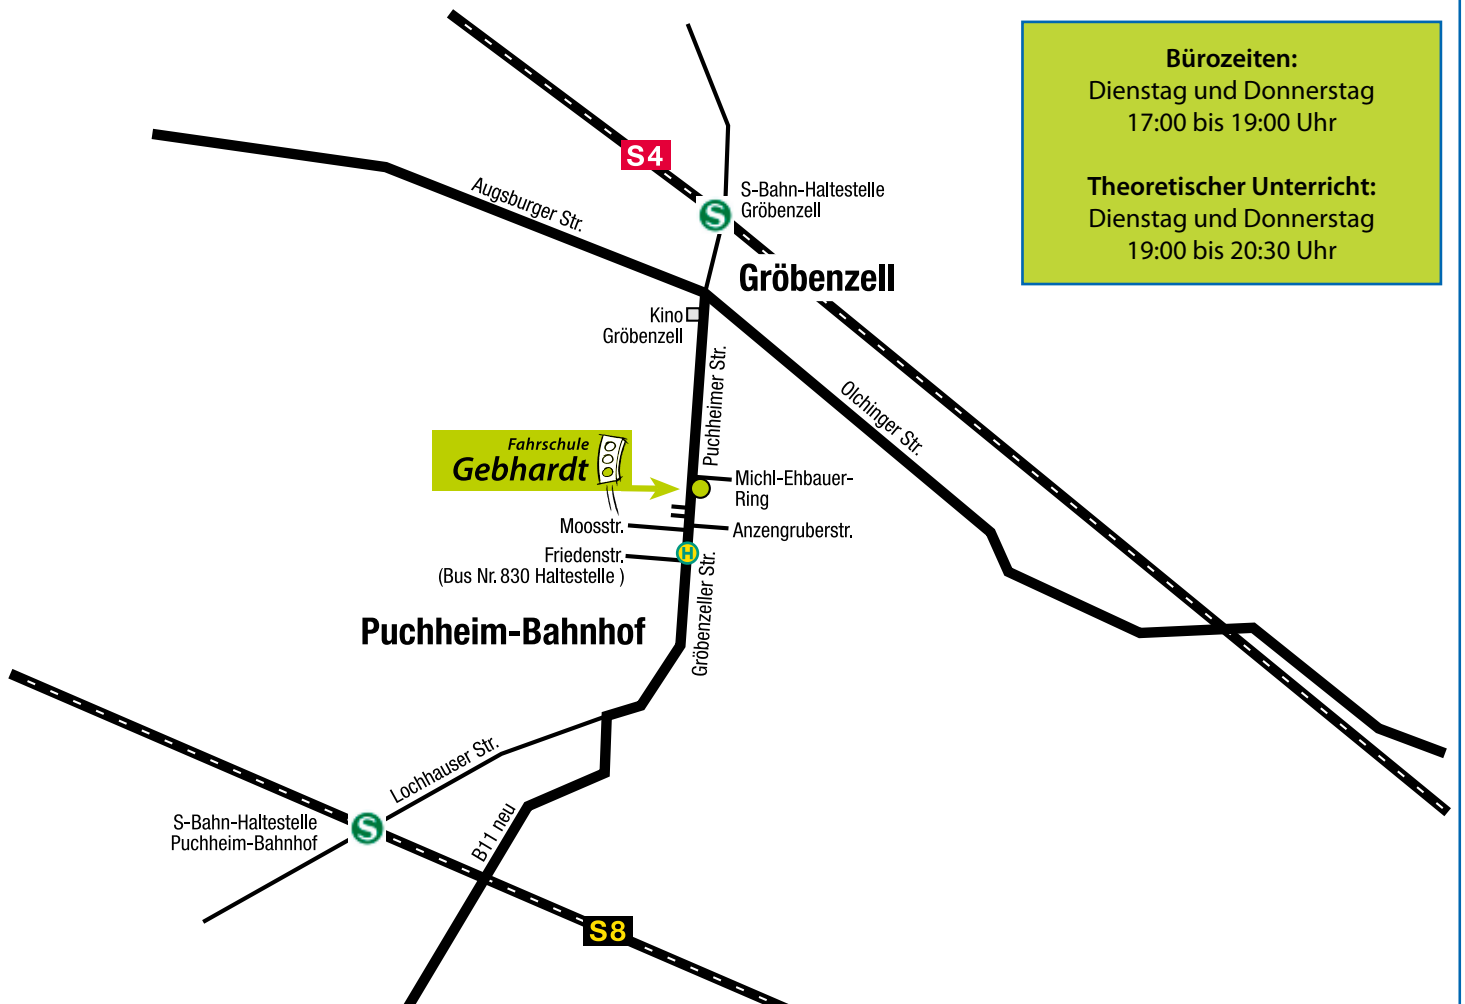 Bürozeiten:
Dienstag und Donnerstag
17:00 bis 19:00 Uhr
Theoretischer Unterricht:
Dienstag und Donnerstag
19:00 bis 20:30 Uhr
S4
Augsburger Str.
S
S-Bahn-Haltestelle
Gröbenzell
Gröbenzell
Kino
Gröbenzell
Puchheimer Str.
Olchinger Str.
Fahrschule
Gebhardt
Michl-Ehbauer-
Ring
Moosstr.
Anzengruberstr.
Friedenstr.
(Bus Nr. 830 Haltestelle )
H
Gröbenzeller Str.
Puchheim-Bahnhof
Lochhauser Str.
S-Bahn-Haltestelle
Puchheim-Bahnhof
S
B11 neu
S8